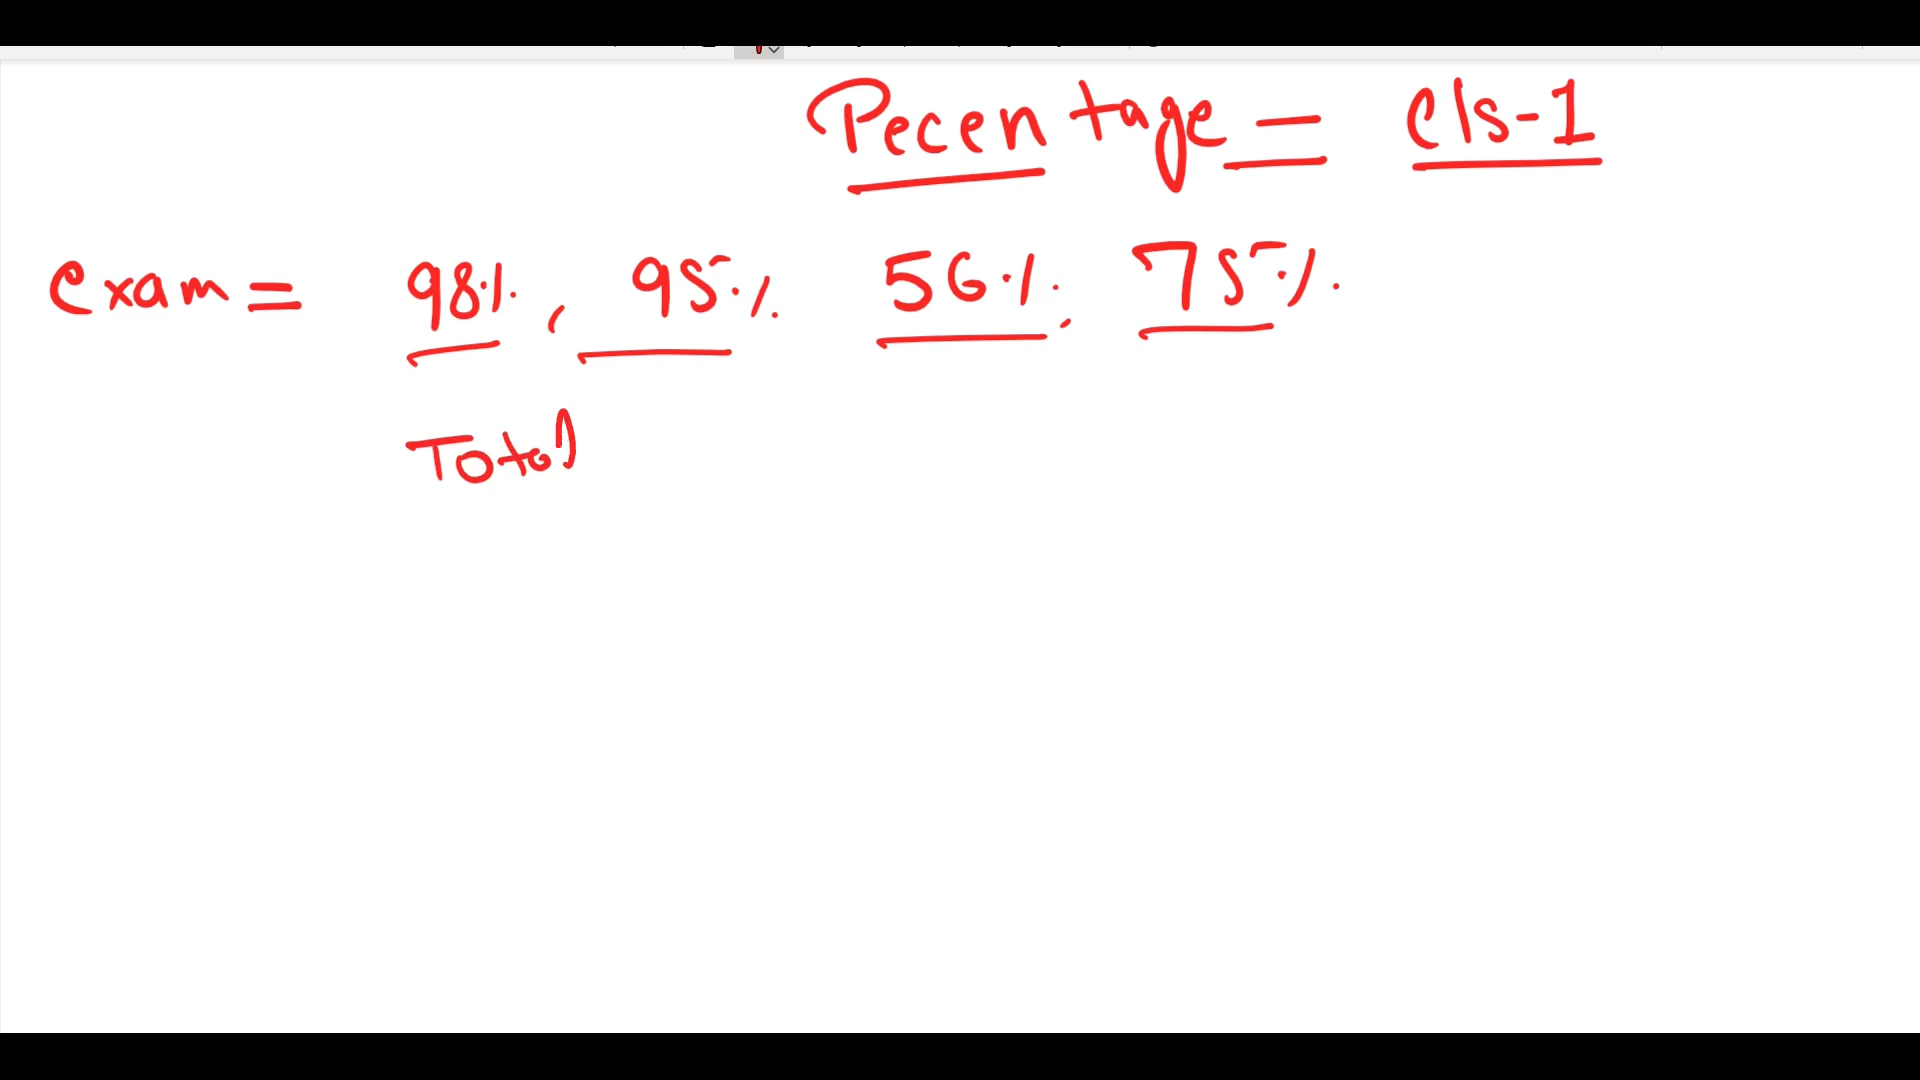 Pecentage = cls-1
exam = 98%, 95% 56%, 75%.
Total